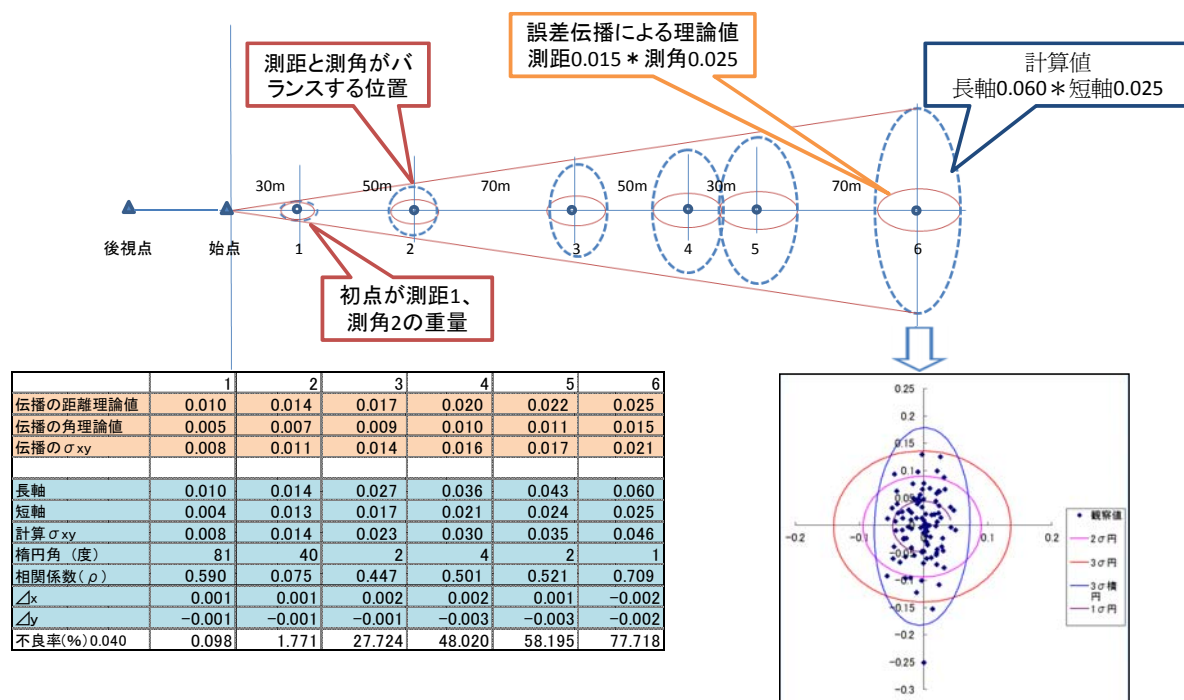 測距と測角がバ
ランスする位置
誤差伝播による理論値
測距0.015＊測角0.025
計算値
長軸0.060＊短軸0.025
30m
50m
70m
50m
30m
70m
後視点
始点
1
2
3
4
5
6
初点が測距1、
測角2の重量
1 2 3 4 5 6
伝播の距離理論値 0.010 0.014 0.017 0.020 0.022 0.025
伝播の角理論値 0.005 0.007 0.009 0.010 0.011 0.015
伝播のσxy 0.008 0.011 0.014 0.016 0.017 0.021
長軸 0.010 0.014 0.027 0.036 0.043 0.060
短軸 0.004 0.013 0.017 0.021 0.024 0.025
計算σxy 0.008 0.014 0.023 0.030 0.035 0.046
楕円角（度） 81 40 2 4 2 1
相関係数(ρ) 0.590 0.075 0.447 0.501 0.521 0.709
⊿x 0.001 0.001 0.002 0.002 0.001 −0.002
⊿y −0.001 −0.001 −0.001 −0.003 −0.003 −0.002
不良率(%)0.040 0.098 1.771 27.724 48.020 58.195 77.718
0.25
0.2
0.15
0.1
0.05
-0.2
-0.1
0
0.1
0.2
-0.05
-0.1
-0.15
-0.2
-0.25
-0.3
観察値
2σ円
3σ円
3σ楕
円
1σ円